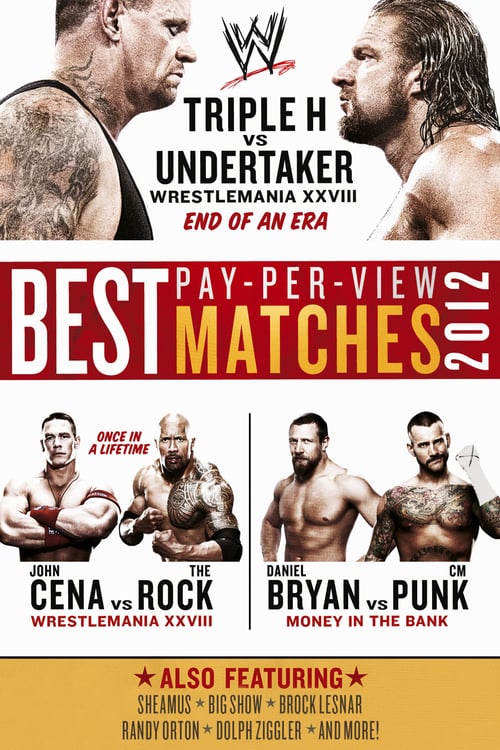 W
TRIPLE H
VS
UNDERTAKER
WRESTLEMANIA XXVIII
END OF AN ERA
BEST PAY-PER-VIEW MATCHES 2012
ONCE IN
A LIFETIME
JOHN THE
CENA VS ROCK
WRESTLEMANIA XXVIII
DANIEL CM
BRYAN VS PUNK
MONEY IN THE BANK
★ ALSO FEATURING ★
SHEAMUS ★ BIG SHOW ★ BROCK LESNAR
RANDY ORTON ★ DOLPH ZIGGLER ★ AND MORE!